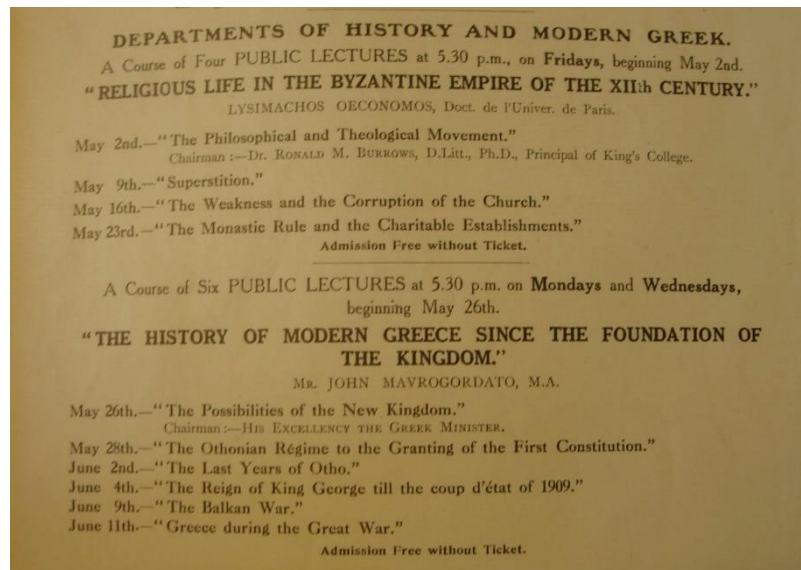 DEPARTMENTS OF HISTORY AND MODERN GREEK.
A Course of Four PUBLIC LECTURES at 5.30 p.m., on Fridays, beginning May 2nd.
"RELIGIOUS LIFE IN THE BYZANTINE EMPIRE OF THE XIIth CENTURY."
LYSIMACHOS OECONOMOS, Doct. de l'Univer. de Paris.
May 2nd.—"The Philosophical and Theological Movement."
Chairman:—Dr. RONALD M. BURROWS, D.Litt., Ph.D., Principal of King's College.
May 9th.—"Superstition."
May 16th.—"The Weakness and the Corruption of the Church."
May 23rd.—"The Monastic Rule and the Charitable Establishments."
Admission Free without Ticket.
A Course of Six PUBLIC LECTURES at 5.30 p.m. on Mondays and Wednesdays,
beginning May 26th.
"THE HISTORY OF MODERN GREECE SINCE THE FOUNDATION OF
THE KINGDOM."
MR. JOHN MAVROGORDATO, M.A.
May 26th.—"The Possibilities of the New Kingdom."
Chairman:—HIS EXCELLENCY THE GREEK MINISTER.
May 28th.—"The Othonian Régime to the Granting of the First Constitution."
June 2nd.—"The Last Years of Otho."
June 4th.—"The Reign of King George till the coup d'état of 1909."
June 9th.—"The Balkan War."
June 11th.—"Greece during the Great War."
Admission Free without Ticket.